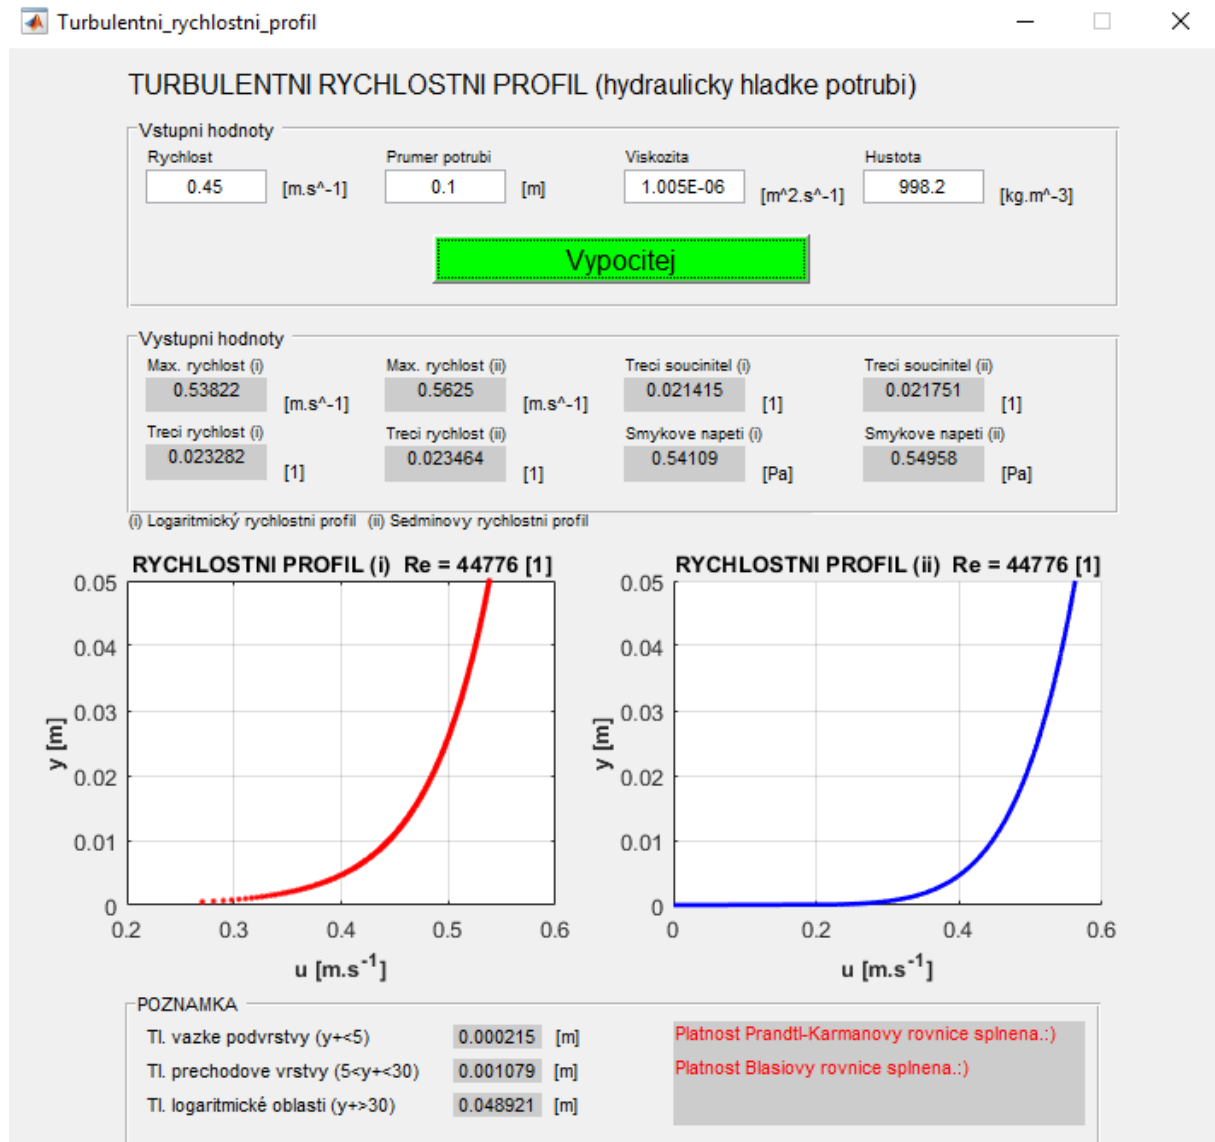 Turbulentni_rychlostni_profil
TURBULENTNI RYCHLOSTNI PROFIL (hydraulicky hladke potrubi)
Vstupni hodnoty
Rychlost Prumer potrubi Viskozita Hustota
0.45 [m.s^-1] 0.1 [m] 1.005E-06 [m^2.s^-1] 998.2 [kg.m^-3]
Vypocitej
Vystupni hodnoty
Max. rychlost (i) Max. rychlost (ii) Treci soucinitel (i) Treci soucinitel (ii)
0.53822 [m.s^-1] 0.5625 [m.s^-1] 0.021415 [1] 0.021751 [1]
Treci rychlost (i) Treci rychlost (ii) Smykove napeti (i) Smykove napeti (ii)
0.023282 [1] 0.023464 [1] 0.54109 [Pa] 0.54958 [Pa]
(i) Logaritmický rychlostni profil (ii) Sedminovy rychlostni profil
RYCHLOSTNI PROFIL (i) Re = 44776 [1]
0.05
0.04
0.03
0.02
0.01
0
y [m]
0.2 0.3 0.4 0.5 0.6
u [m.s^-1]
RYCHLOSTNI PROFIL (ii) Re = 44776 [1]
0.05
0.04
0.03
0.02
0.01
0
y [m]
0 0.2 0.4 0.6
u [m.s^-1]
POZNAMKA
Tl. vazke podvrstvy (y+<5) 0.000215 [m]
Tl. prechodove vrstvy (5<y+<30) 0.001079 [m]
Tl. logaritmické oblasti (y+>30) 0.048921 [m]
Platnost Prandtl-Karmanovy rovnice splnena.:)
Platnost Blasiovy rovnice splnena.:)